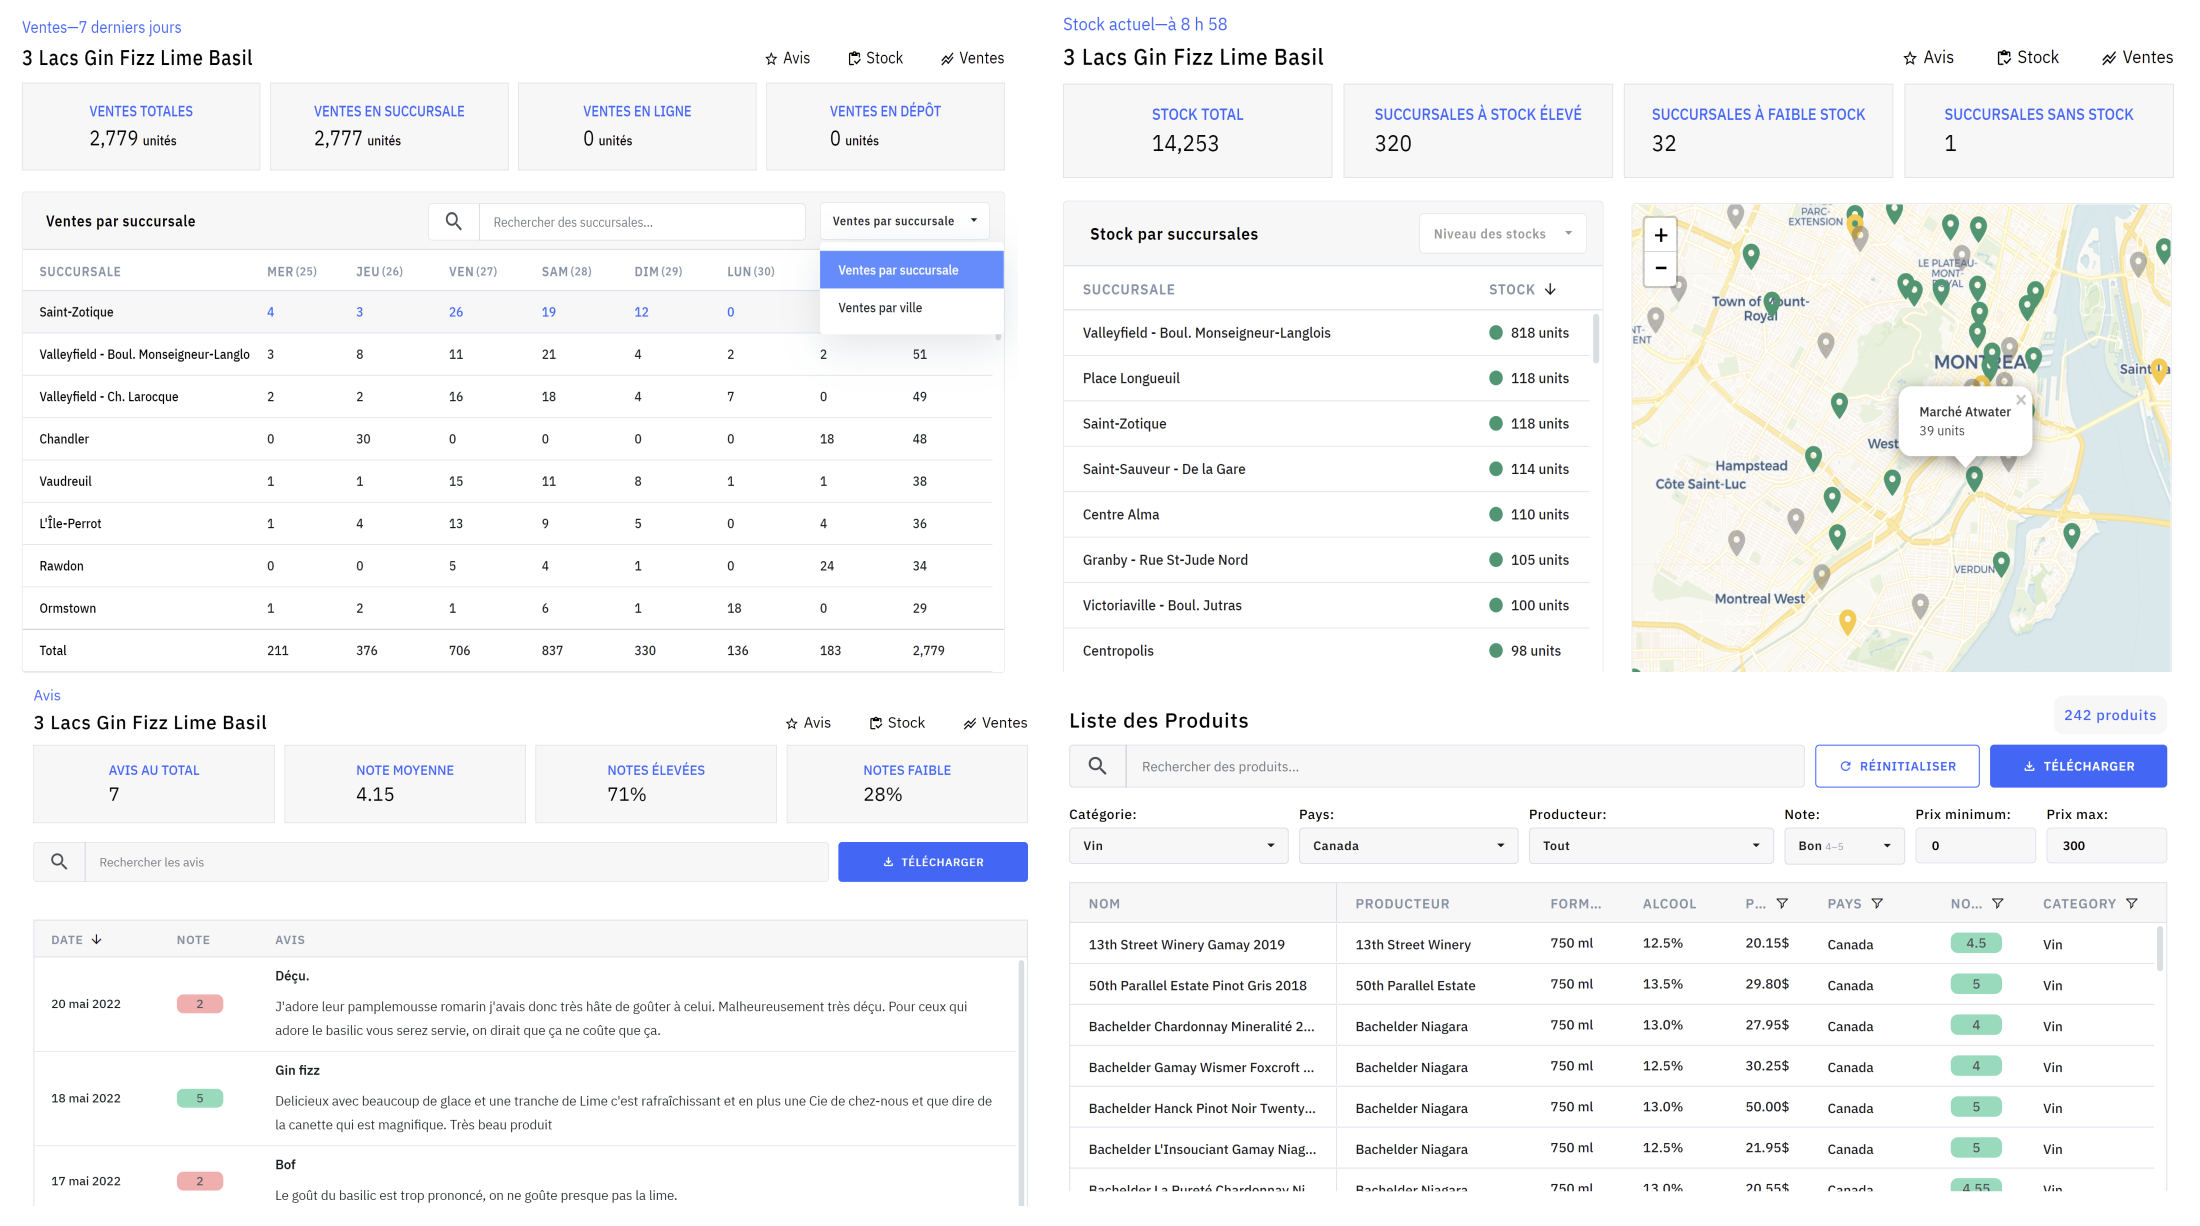 Ventes—7 derniers jours
3 Lacs Gin Fizz Lime Basil
Avis Stock Ventes
VENTES TOTALES VENTES EN SUCCURSALE VENTES EN LIGNE VENTES EN DÉPÔT
2,779 unités 2,777 unités 0 unités 0 unités
Ventes par succursale Rechercher des succursales... Ventes par succursale
SUCCURSALE MER (25) JEU (26) VEN (27) SAM (28) DIM (29) LUN (30)
Ventes par succursale
Ventes par ville
Saint-Zotique 4 3 26 19 12 0
Valleyfield - Boul. Monseigneur-Langlo 3 8 11 21 4 2 2 51
Valleyfield - Ch. Larocque 2 2 16 18 4 7 0 49
Chandler 0 30 0 0 0 0 18 48
Vaudreuil 1 1 15 11 8 1 1 38
L'Île-Perrot 1 4 13 9 5 0 4 36
Rawdon 0 0 5 4 1 0 24 34
Ormstown 1 2 1 6 1 18 0 29
Total 211 376 706 837 330 136 183 2,779
Stock actuel—à 8 h 58
3 Lacs Gin Fizz Lime Basil
Avis Stock Ventes
STOCK TOTAL SUCCURSALES À STOCK ÉLEVÉ SUCCURSALES À FAIBLE STOCK SUCCURSALES SANS STOCK
14,253 320 32 1
Stock par succursales Niveau des stocks
SUCCURSALE STOCK
Valleyfield - Boul. Monseigneur-Langlois 818 units
Place Longueuil 118 units
Saint-Zotique 118 units
Saint-Sauveur - De la Gare 114 units
Centre Alma 110 units
Granby - Rue St-Jude Nord 105 units
Victoriaville - Boul. Jutras 100 units
Centropolis 98 units
+
−
PARC-
EXTENSION
LE PLATEAU-
MONT-
Town of
Royal
West
Marché Atwater ×
39 units
Hampstead
Côte Saint-Luc
VERDUN
Montreal West
Avis
3 Lacs Gin Fizz Lime Basil
Avis Stock Ventes
AVIS AU TOTAL NOTE MOYENNE NOTES ÉLEVÉES NOTES FAIBLE
7 4.15 71% 28%
Rechercher les avis TÉLÉCHARGER
DATE NOTE AVIS
Déçu.
20 mai 2022 2 J'adore leur pamplemousse romarin j'avais donc très hâte de goûter à celui. Malheureusement très déçu. Pour ceux qui
adore le basilic vous serez servie, on dirait que ça ne coûte que ça.
Gin fizz
18 mai 2022 5 Delicieux avec beaucoup de glace et une tranche de Lime c'est rafraîchissant et en plus une Cie de chez-nous et que dire de
la canette qui est magnifique. Très beau produit
Bof
17 mai 2022 2
Le goût du basilic est trop prononcé, on ne goûte presque pas la lime.
Liste des Produits 242 produits
Rechercher des produits... RÉINITIALISER TÉLÉCHARGER
Catégorie: Pays: Producteur: Note: Prix minimum: Prix max:
Vin Canada Tout Bon 4–5 0 300
NOM PRODUCTEUR FORM... ALCOOL P... PAYS NO... CATEGORY
13th Street Winery Gamay 2019 13th Street Winery 750 ml 12.5% 20.15$ Canada 4.5 Vin
50th Parallel Estate Pinot Gris 2018 50th Parallel Estate 750 ml 13.5% 29.80$ Canada 5 Vin
Bachelder Chardonnay Mineralité 2... Bachelder Niagara 750 ml 13.0% 27.95$ Canada 4 Vin
Bachelder Gamay Wismer Foxcroft ... Bachelder Niagara 750 ml 12.5% 30.25$ Canada 4 Vin
Bachelder Hanck Pinot Noir Twenty... Bachelder Niagara 750 ml 13.0% 50.00$ Canada 5 Vin
Bachelder L'Insouciant Gamay Niag... Bachelder Niagara 750 ml 12.5% 21.95$ Canada 5 Vin
Bachelder La Pureté Chardonnay Ni... Bachelder Niagara 750 ml 13.0% 20.55$ Canada 4.55 Vin